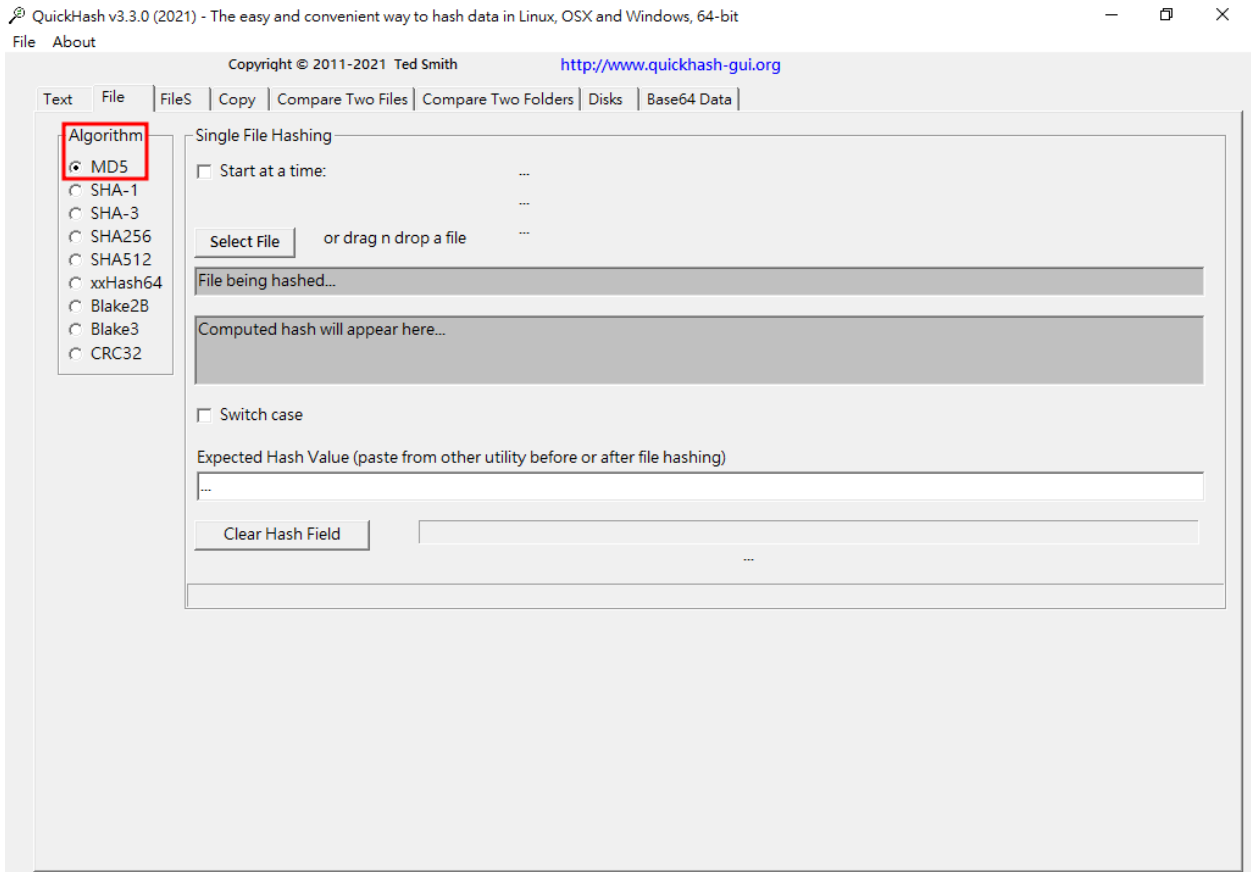 QuickHash v3.3.0 (2021) - The easy and convenient way to hash data in Linux, OSX and Windows, 64-bit
File About
Copyright © 2011-2021 Ted Smith http://www.quickhash-gui.org
Text File FileS Copy Compare Two Files Compare Two Folders Disks Base64 Data
Algorithm
MD5
SHA-1
SHA-3
SHA256
SHA512
xxHash64
Blake2B
Blake3
CRC32
Single File Hashing
Start at a time: ...
...
Select File or drag n drop a file ...
File being hashed...
Computed hash will appear here...
Switch case
Expected Hash Value (paste from other utility before or after file hashing)
...
Clear Hash Field
...